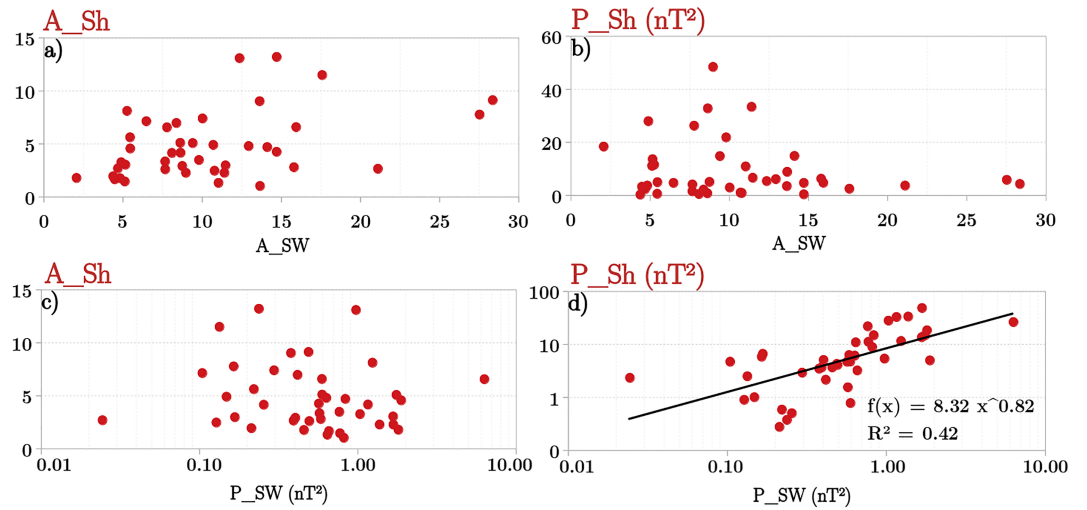 A_Sh
a)
15
10
5
0
0 5 10 15 20 25 30
A_SW
P_Sh (nT²)
b)
60
40
20
0
0 5 10 15 20 25 30
A_SW
A_Sh
c)
15
10
5
0
0.01 0.10 1.00 10.00
P_SW (nT²)
P_Sh (nT²)
d)
100
10
1
0
f(x) = 8.32 x^0.82
R² = 0.42
0.01 0.10 1.00 10.00
P_SW (nT²)